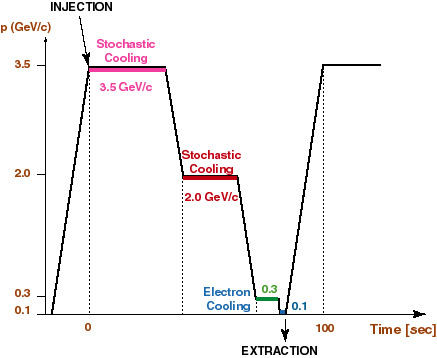 INJECTION
p (GeV/c)
Stochastic
Cooling
3.5
3.5 GeV/c
Stochastic
Cooling
2.0
2.0 GeV/c
Electron
Cooling
0.3
0.3
0.1
0.1
0
100
Time [sec]
EXTRACTION